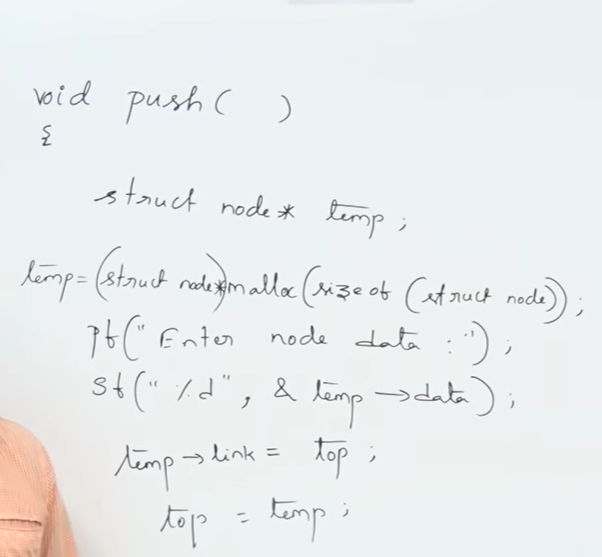 void push( )
{
struct node* temp;
temp=(struct node*)malloc(sizeof(struct node));
Pf("Enter node data :");
Sf("%d", & temp→data);
temp→link = top;
top = temp;